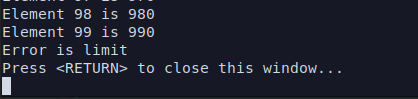 Element 98 is 980
Element 99 is 990
Error is limit
Press <RETURN> to close this window...